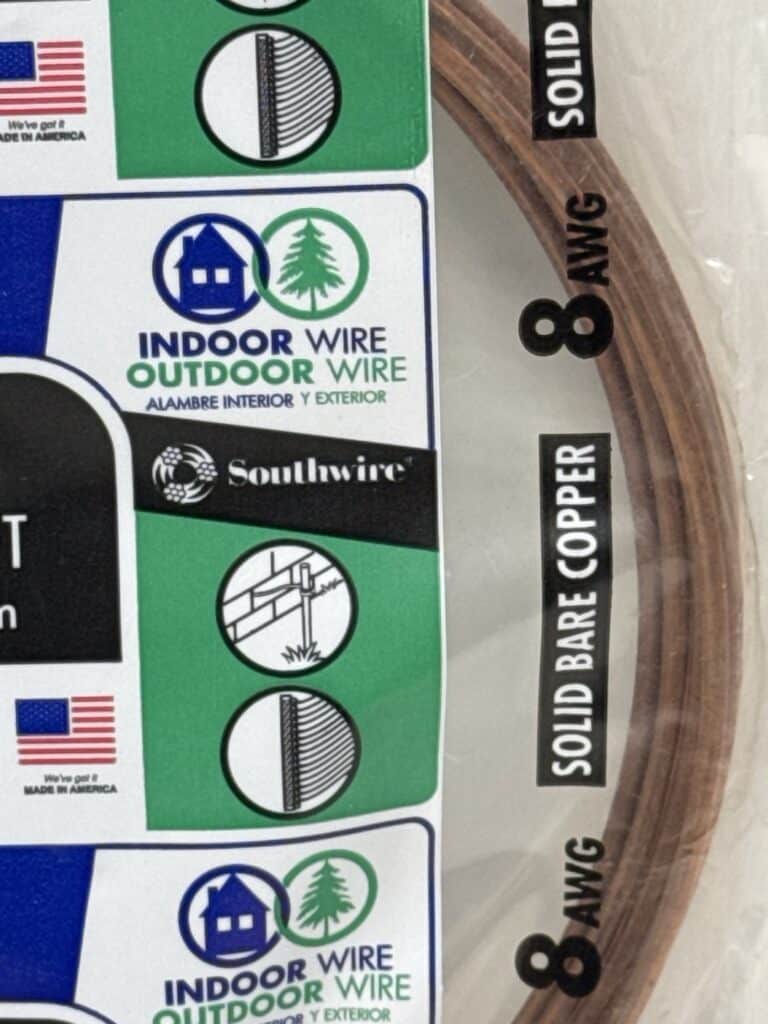 We've got it
MADE IN AMERICA
INDOOR WIRE
OUTDOOR WIRE
ALAMBRE INTERIOR Y EXTERIOR
Southwire
T
We've got it
MADE IN AMERICA
INDOOR WIRE
OUTDOOR WIRE
Y EXTERIOR
SOLID
8 AWG
SOLID BARE COPPER
8 AWG